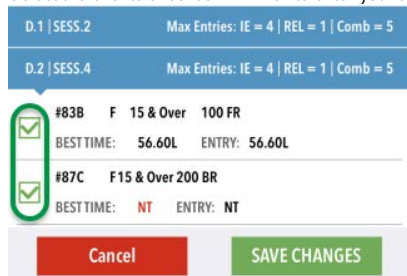 D.1 | SESS.2 Max Entries: IE = 4 | REL = 1 | Comb = 5
D.2 | SESS.4 Max Entries: IE = 4 | REL = 1 | Comb = 5
#83B F 15 & Over 100 FR
BEST TIME: 56.60L ENTRY: 56.60L
#87C F 15 & Over 200 BR
BEST TIME: NT ENTRY: NT
Cancel SAVE CHANGES